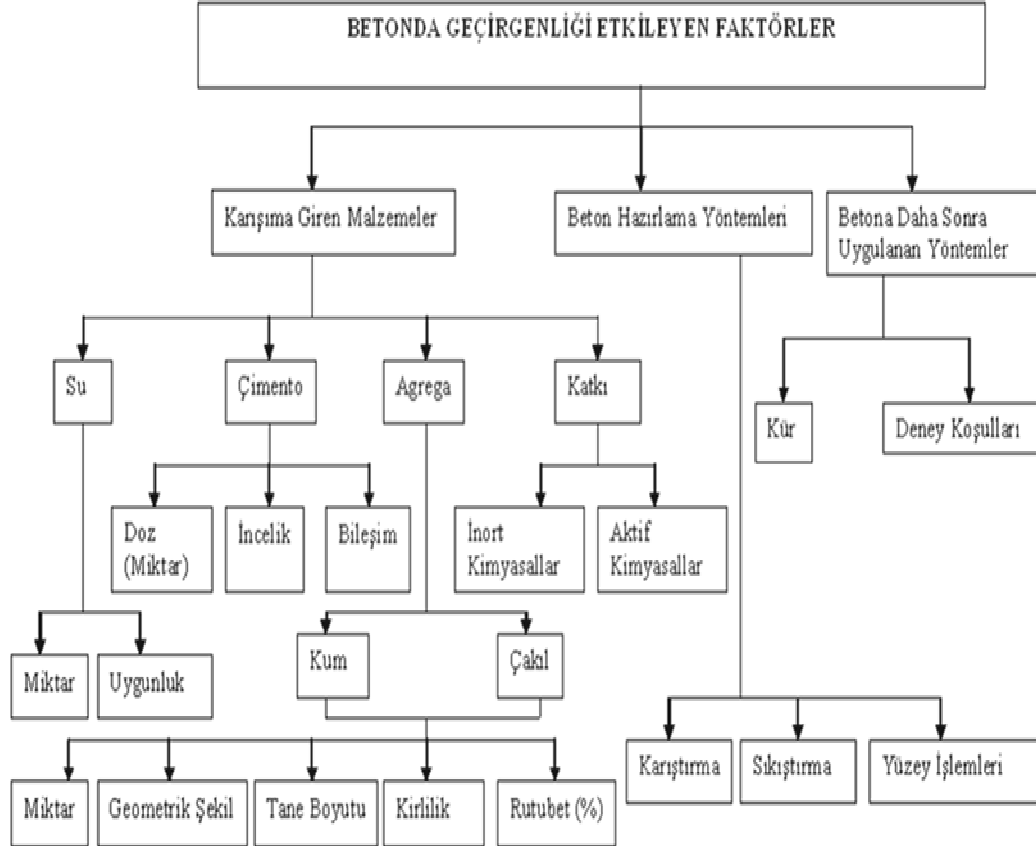 BETONDA GEÇİRGENLİĞİ ETKİLEYEN FAKTÖRLER
Karışıma Giren Malzemeler
Beton Hazırlama Yöntemleri
Betona Daha Sonra
Uygulanan Yöntemler
Su
Çimento
Agrega
Katkı
Kür
Deney Koşulları
Doz
(Miktar)
İncelik
Bileşim
İnort
Kimyasallar
Aktif
Kimyasallar
Miktar
Uygunluk
Kum
Çakıl
Karıştırma
Sıkıştırma
Yüzey İşlemleri
Miktar
Geometrik Şekil
Tane Boyutu
Kirlilik
Rutubet (%)